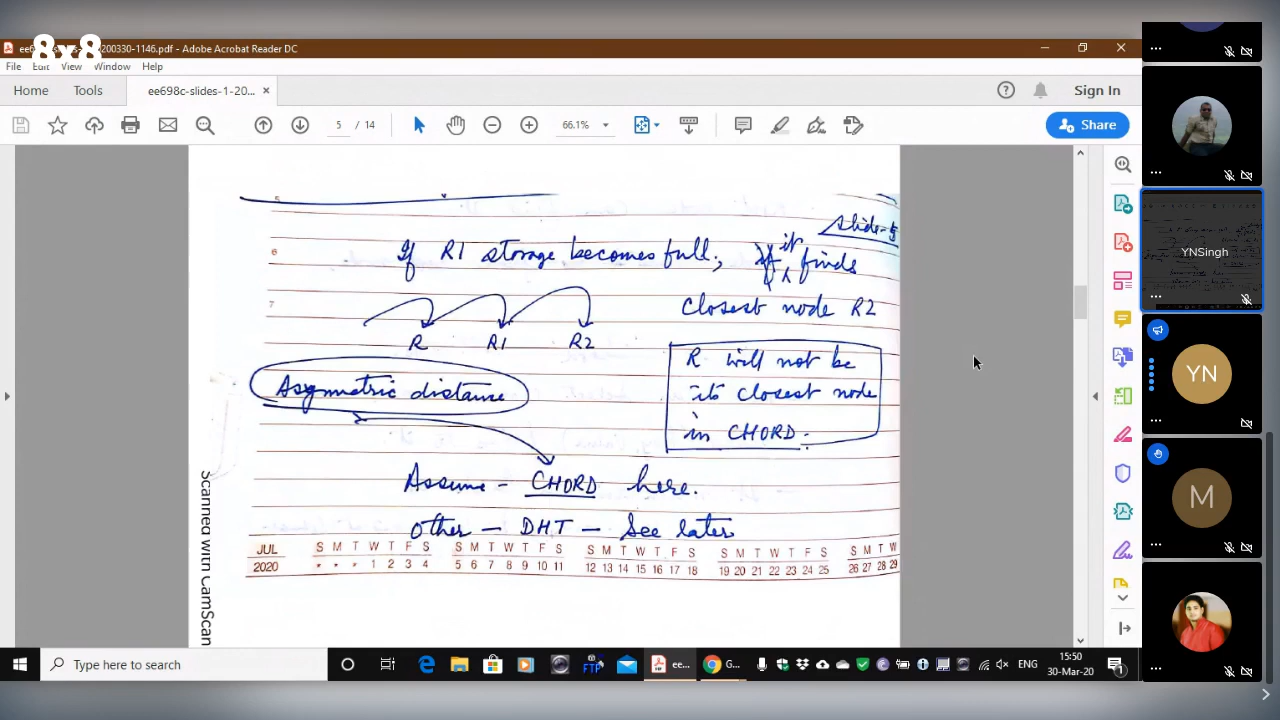 8x8
200330-1146.pdf - Adobe Acrobat Reader DC
File Edit View Window Help
Home Tools ee698c-slides-1-20... × Sign In
5 / 14 66.1% Share
Slide-5
6 If R1 storage becomes full; If it finds
7 closest node R2
R R1 R2
R will not be
its closest node
in CHORD.
Asymmetric distance
Assume - CHORD here.
Other - DHT - See later
JUL S M T W T F S S M T W T F S S M T W T F S S M T W T F S S M T W
2020 * * * 1 2 3 4 5 6 7 8 9 10 11 12 13 14 15 16 17 18 19 20 21 22 23 24 25 26 27 28 29
Scanned with CamScan
YNSingh
YN
M
Type here to search
FTP
ee...
G...
ENG
15:50
30-Mar-20
1